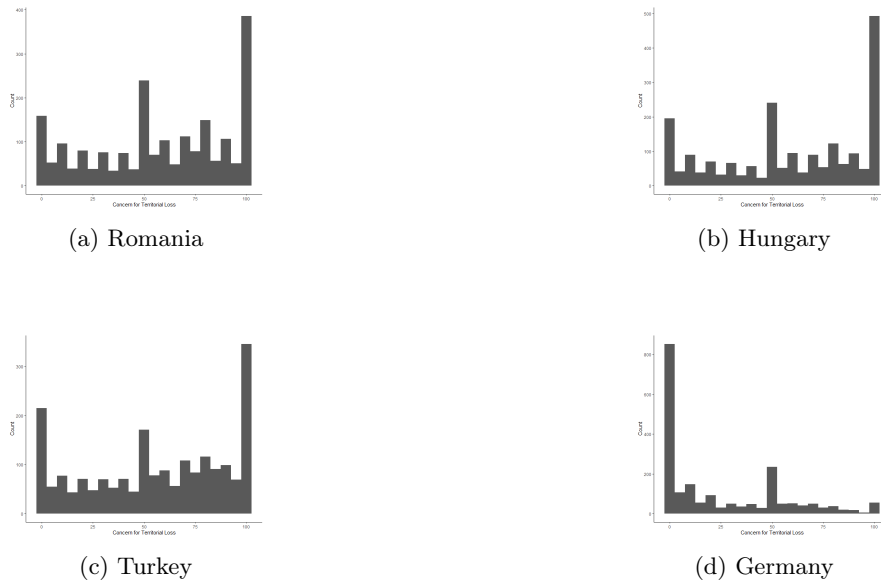 400
300
200
100
0
Count
0 25 50 75 100
Concern for Territorial Loss
(a) Romania
500
400
300
200
100
0
Count
0 25 50 75 100
Concern for Territorial Loss
(b) Hungary
300
200
100
0
Count
0 25 50 75 100
Concern for Territorial Loss
(c) Turkey
800
600
400
200
0
Count
0 25 50 75 100
Concern for Territorial Loss
(d) Germany